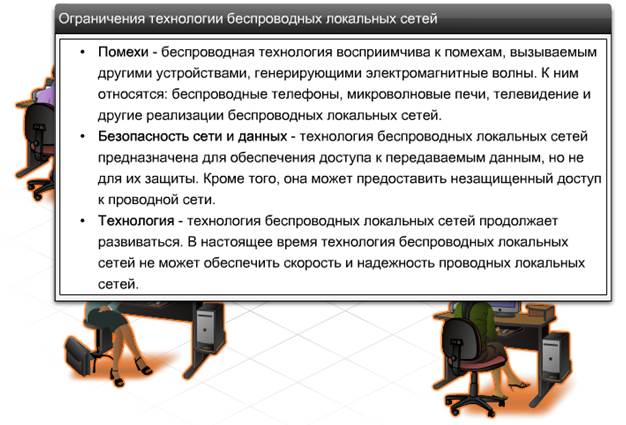 Ограничения технологии беспроводных локальных сетей
• Помехи - беспроводная технология восприимчива к помехам, вызываемым
другими устройствами, генерирующими электромагнитные волны. К ним
относятся: беспроводные телефоны, микроволновые печи, телевидение и
другие реализации беспроводных локальных сетей.
• Безопасность сети и данных - технология беспроводных локальных сетей
предназначена для обеспечения доступа к передаваемым данным, но не
для их защиты. Кроме того, она может предоставить незащищенный доступ
к проводной сети.
• Технология - технология беспроводных локальных сетей продолжает
развиваться. В настоящее время технология беспроводных локальных
сетей не может обеспечить скорость и надежность проводных локальных
сетей.